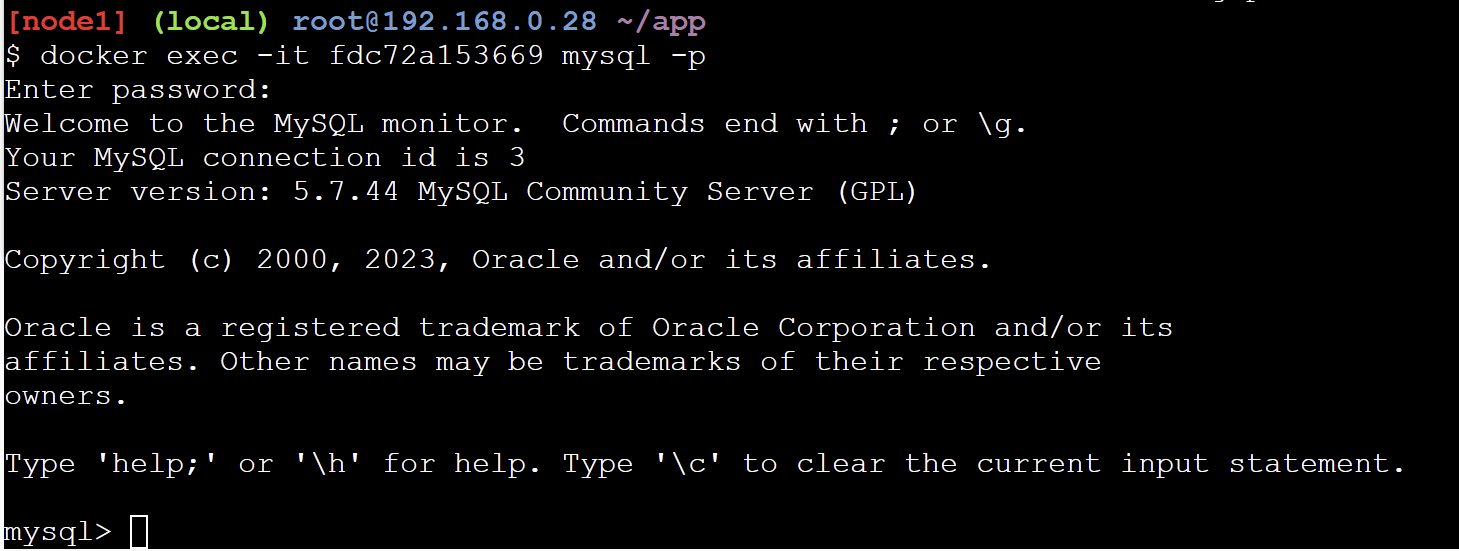 [node1] (local) root@192.168.0.28 ~/app
$ docker exec -it fdc72a153669 mysql -p
Enter password:
Welcome to the MySQL monitor.  Commands end with ; or \g.
Your MySQL connection id is 3
Server version: 5.7.44 MySQL Community Server (GPL)

Copyright (c) 2000, 2023, Oracle and/or its affiliates.

Oracle is a registered trademark of Oracle Corporation and/or its
affiliates. Other names may be trademarks of their respective
owners.

Type 'help;' or '\h' for help. Type '\c' to clear the current input statement.

mysql>